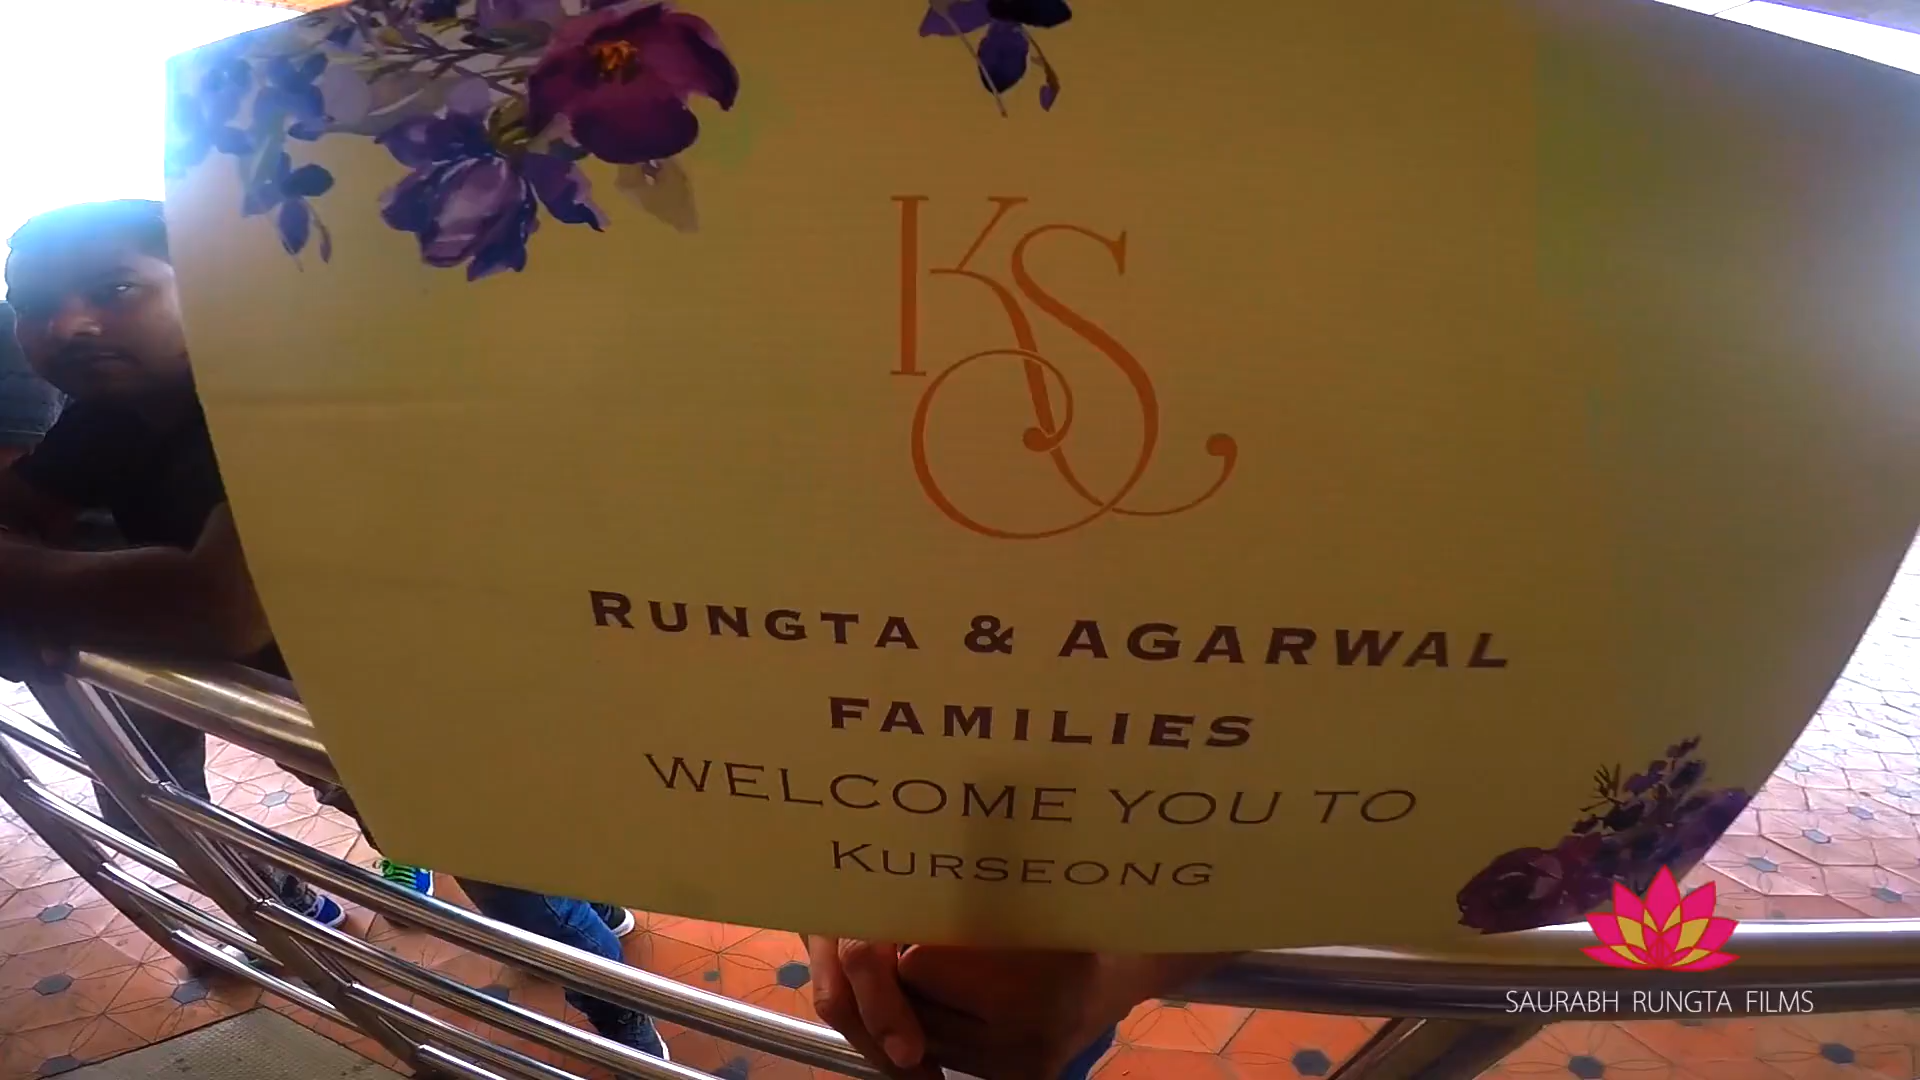 KS
RUNGTA & AGARWAL
FAMILIES
WELCOME YOU TO
KURSEONG
SAURABH RUNGTA FILMS